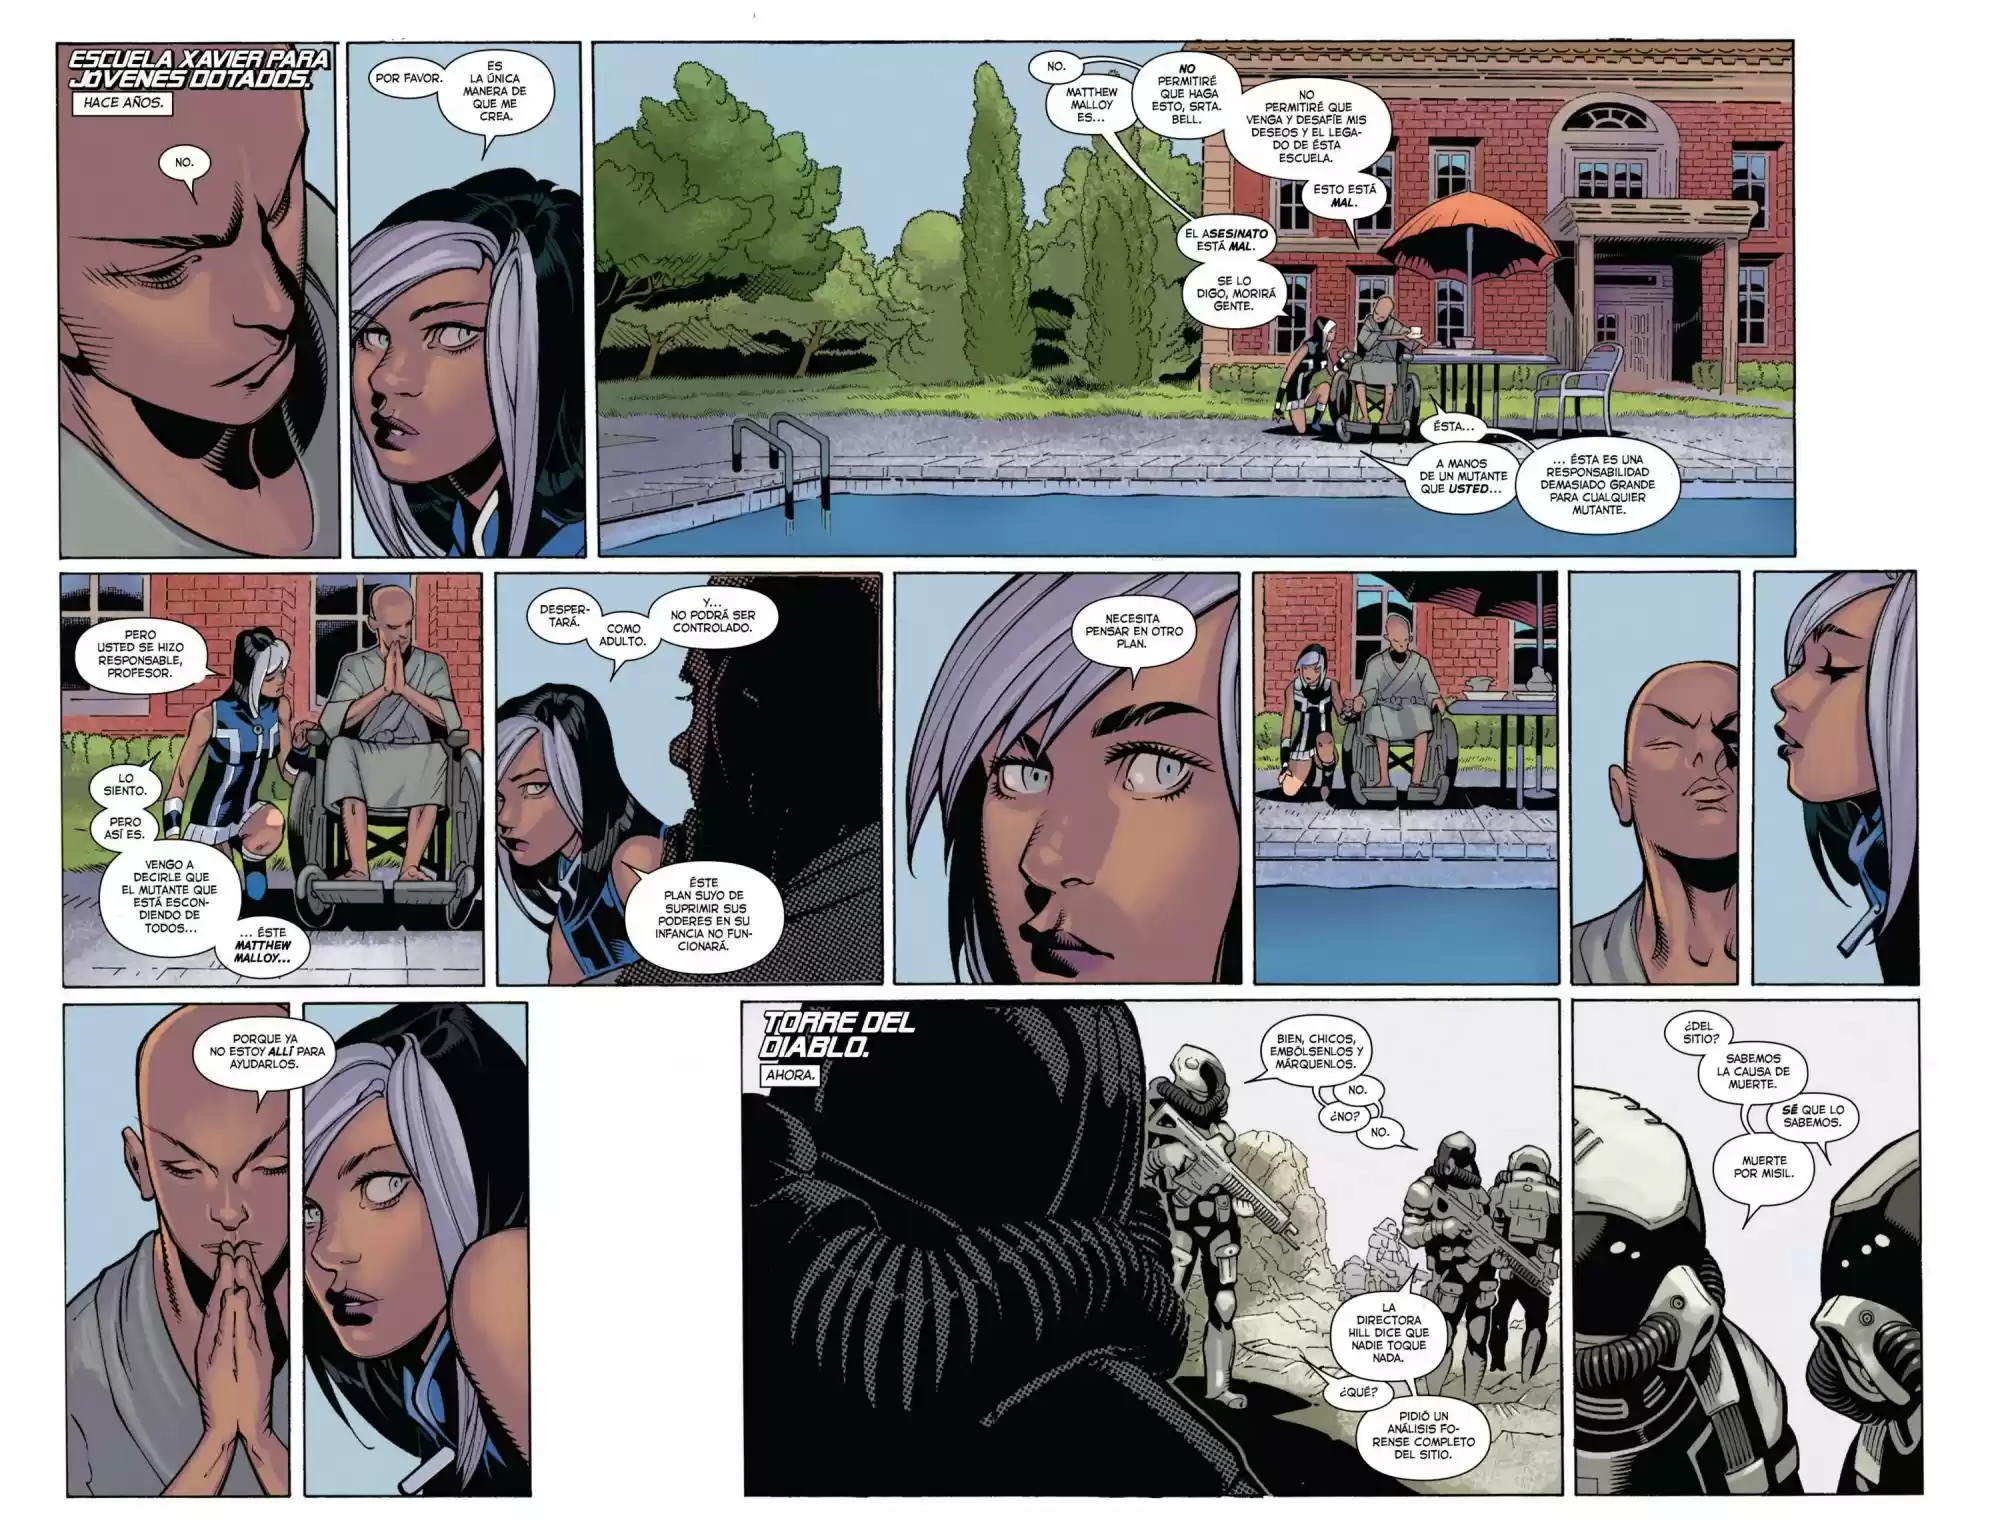 ESCUELA XAVIER PARA
JÓVENES DOTADOS.
HACE AÑOS.
NO.
POR FAVOR.
ES
LA ÚNICA
MANERA DE
QUE ME
CREA.
NO.
MATTHEW
MALLOY
ES...
NO
PERMITIRÉ
QUE HAGA
ESTO, SRTA.
BELL.
NO
PERMITIRÉ QUE
VENGA Y DESAFÍE MIS
DESEOS Y EL LEGA-
DO DE ÉSTA
ESCUELA.
ESTO ESTÁ
MAL.
EL ASESINATO
ESTÁ MAL.
SE LO
DIGO, MORIRÁ
GENTE.
ÉSTA...
A MANOS
DE UN MUTANTE
QUE USTED...
... ÉSTA ES UNA
RESPONSABILIDAD
DEMASIADO GRANDE
PARA CUALQUIER
MUTANTE.
PERO
USTED SE HIZO
RESPONSABLE,
PROFESOR.
LO
SIENTO.
PERO
ASÍ ES.
VENGO A
DECIRLE QUE
EL MUTANTE QUE
ESTÁ ESCON-
DIENDO DE
TODOS...
... ÉSTE
MATTHEW
MALLOY...
DESPER-
TARÁ.
COMO
ADULTO.
Y...
NO PODRÁ SER
CONTROLADO.
ÉSTE
PLAN SUYO DE
SUPRIMIR SUS
PODERES EN SU
INFANCIA NO FUN-
CIONARÁ.
NECESITA
PENSAR EN OTRO
PLAN.
PORQUE YA
NO ESTOY ALLÍ PARA
AYUDARLOS.
TORRE DEL
DIABLO.
AHORA.
BIEN, CHICOS,
EMBÓLSENLOS Y
MÁRQUENLOS.
NO.
¿NO?
NO.
LA
DIRECTORA
HILL DICE QUE
NADIE TOQUE
NADA.
¿QUÉ?
PIDIÓ UN
ANÁLISIS FO-
RENSE COMPLETO
DEL SITIO.
¿DEL
SITIO?
SABEMOS
LA CAUSA DE
MUERTE.
SÉ QUE LO
SABEMOS.
MUERTE
POR MISIL.